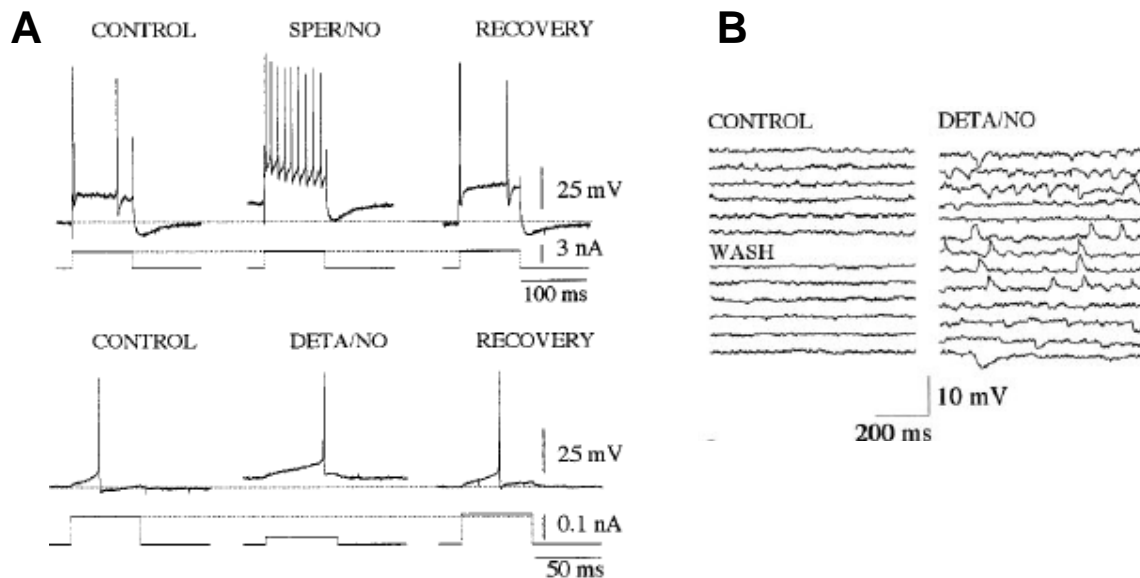 A
CONTROL SPER/NO RECOVERY
25 mV
3 nA
100 ms
CONTROL DETA/NO RECOVERY
25 mV
0.1 nA
50 ms
B
CONTROL DETA/NO
WASH
10 mV
200 ms